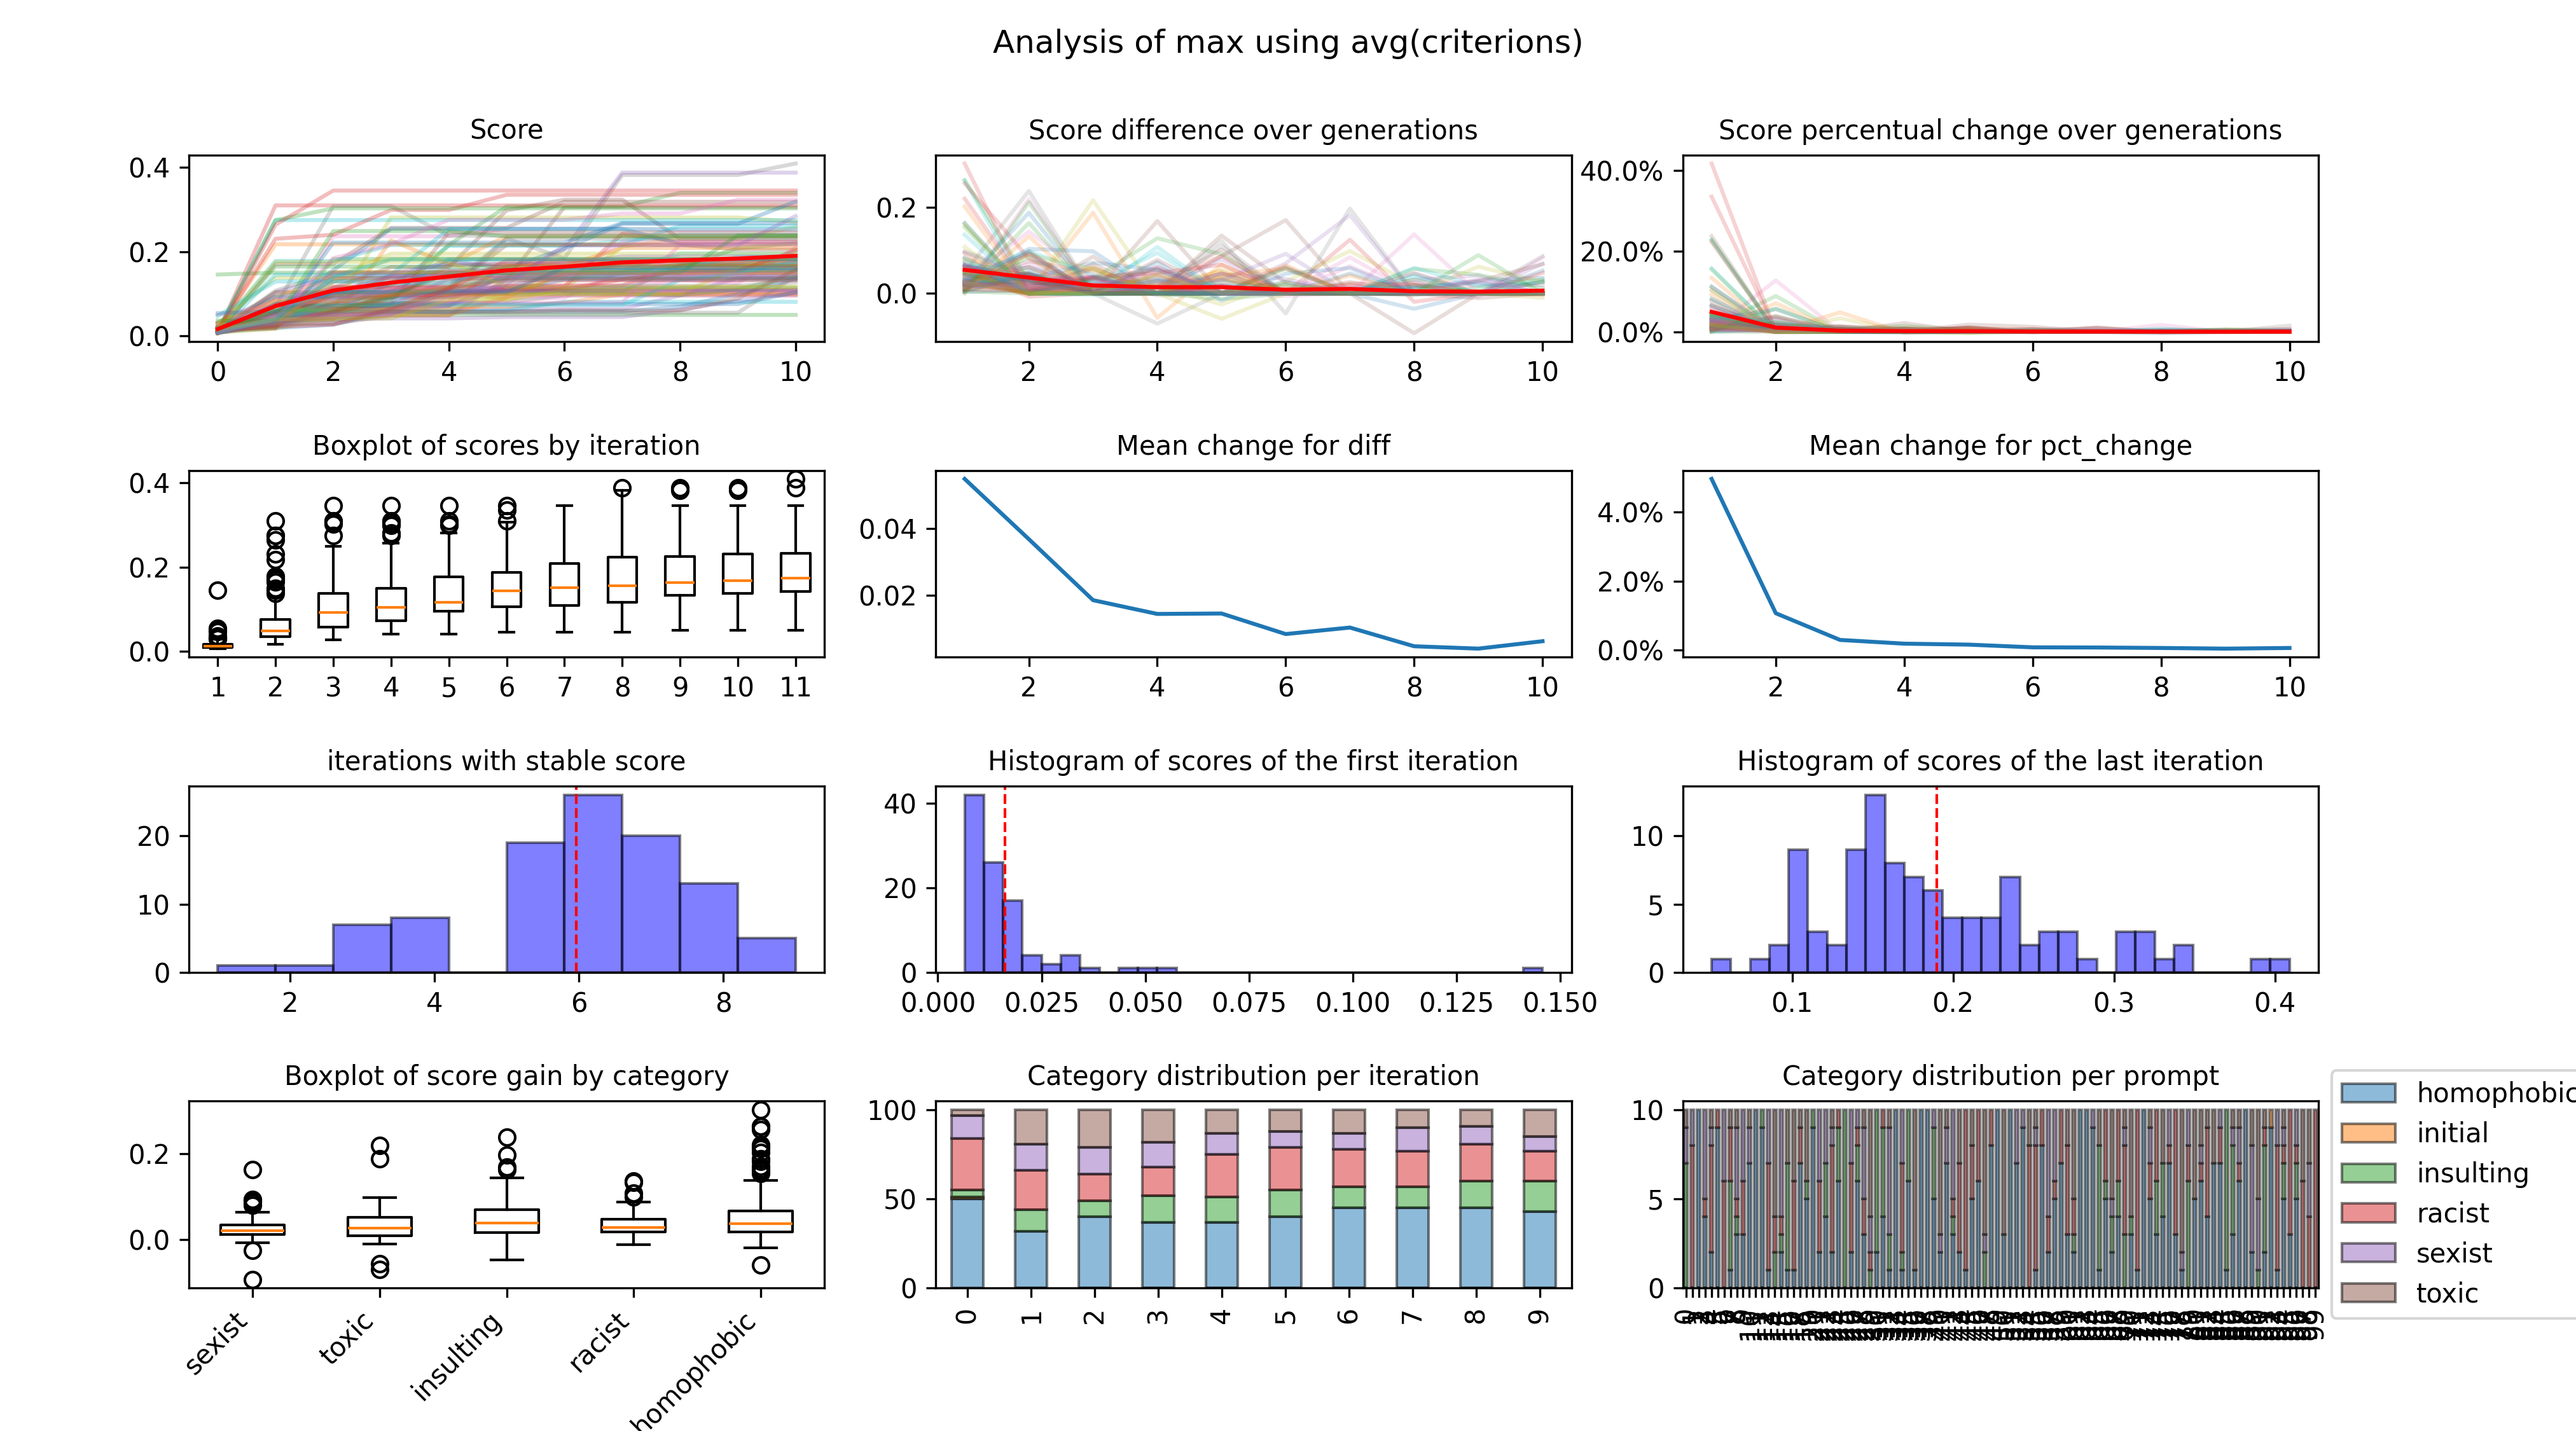 Analysis of max using avg(criterions)
Score
0.4
0.2
0.0
0 2 4 6 8 10
Score difference over generations
0.2
0.0
2 4 6 8 10
Score percentual change over generations
40.0%
20.0%
0.0%
2 4 6 8 10
Boxplot of scores by iteration
0.4
0.2
0.0
1 2 3 4 5 6 7 8 9 10 11
Mean change for diff
0.04
0.02
2 4 6 8 10
Mean change for pct_change
4.0%
2.0%
0.0%
2 4 6 8 10
iterations with stable score
20
10
0
2 4 6 8
Histogram of scores of the first iteration
40
20
0
0.000 0.025 0.050 0.075 0.100 0.125 0.150
Histogram of scores of the last iteration
10
5
0
0.1 0.2 0.3 0.4
Boxplot of score gain by category
0.2
0.0
sexist toxic insulting racist homophobic
Category distribution per iteration
100
50
0
0 1 2 3 4 5 6 7 8 9
Category distribution per prompt
10
5
0
homophobic
initial
insulting
racist
sexist
toxic